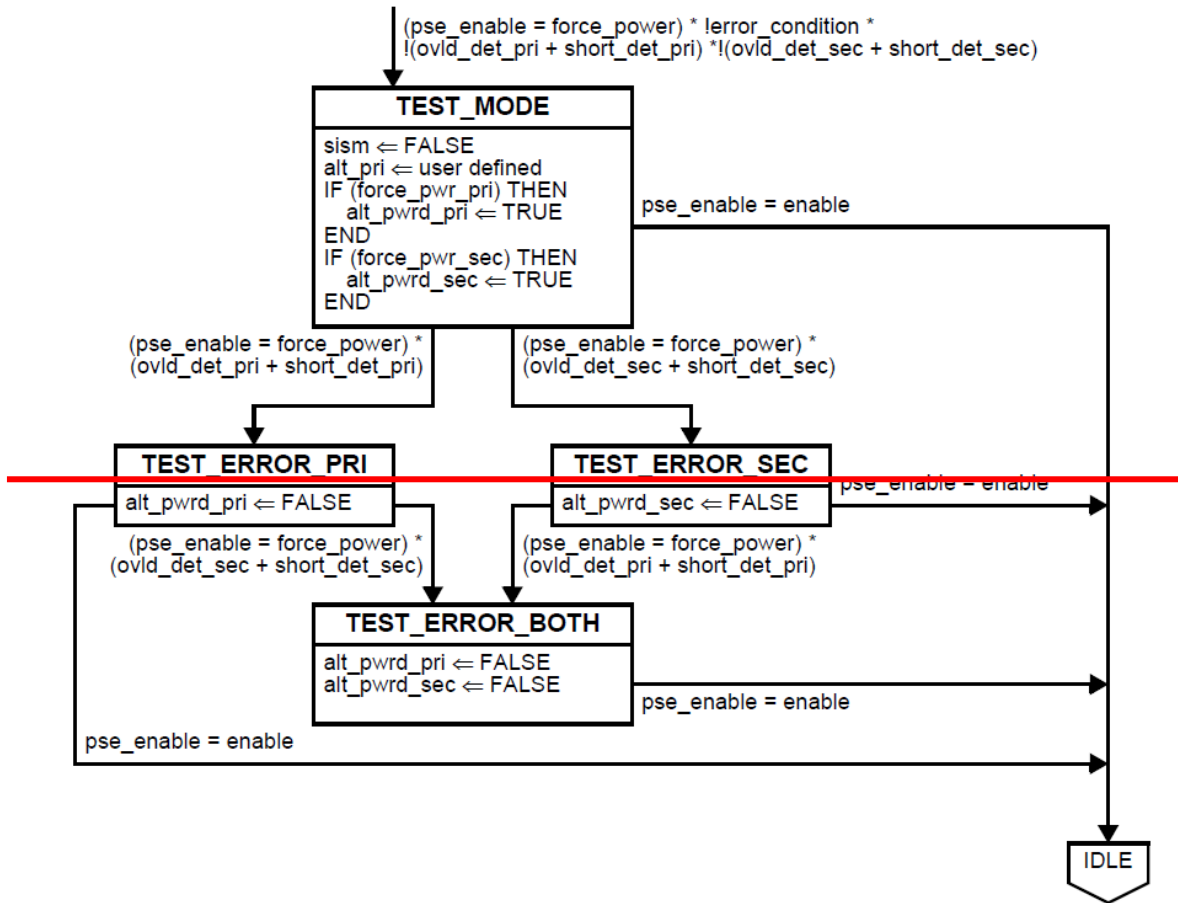 (pse_enable = force_power) * !error_condition *
!(ovld_det_pri + short_det_pri) *!(ovld_det_sec + short_det_sec)
TEST_MODE
sism ⇐ FALSE
alt_pri ⇐ user defined
IF (force_pwr_pri) THEN
alt_pwrd_pri ⇐ TRUE
END
IF (force_pwr_sec) THEN
alt_pwrd_sec ⇐ TRUE
END
pse_enable = enable
(pse_enable = force_power) *
(ovld_det_pri + short_det_pri)
(pse_enable = force_power) *
(ovld_det_sec + short_det_sec)
TEST_ERROR_PRI
alt_pwrd_pri ⇐ FALSE
TEST_ERROR_SEC
alt_pwrd_sec ⇐ FALSE
pse_enable = enable
(pse_enable = force_power) *
(ovld_det_sec + short_det_sec)
(pse_enable = force_power) *
(ovld_det_pri + short_det_pri)
TEST_ERROR_BOTH
alt_pwrd_pri ⇐ FALSE
alt_pwrd_sec ⇐ FALSE
pse_enable = enable
pse_enable = enable
IDLE